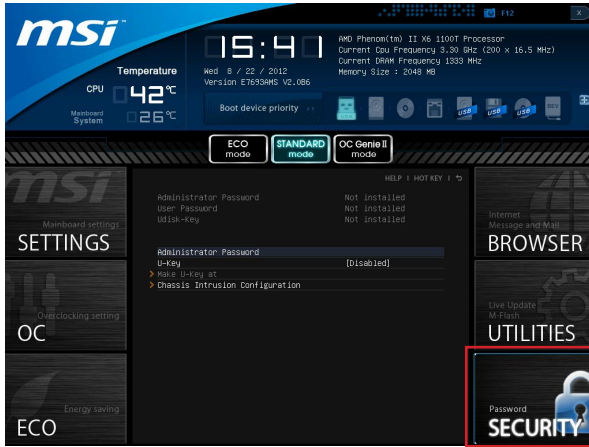 msi
F12
X
15:41
AMD Phenom(tm) II X6 1100T Processor
Current Cpu Frequency 3.30 GHz (200 x 16.5 MHz)
Current DRAM Frequency 1333 MHz
Memory Size : 2048 MB
Temperature
Wed 8 / 22 / 2012
Version E7693AMS V2.0B6
CPU 42°C
Mainboard
System 26°C
Boot device priority
USB
USB
USB
USB
REV
ECO
mode
STANDARD
mode
OC Genie II
mode
HELP | HOT KEY |
msi
Mainboard settings
SETTINGS
Overclocking setting
OC
Energy saving
ECO
Administrator Password Not installed
User Password Not installed
Udisk-Key Not installed
Administrator Password
U-Key [Disabled]
> Make U-Key at
> Chassis Intrusion Configuration
Internet
Message and Mail
BROWSER
Live Update
M-Flash
UTILITIES
Password
SECURITY